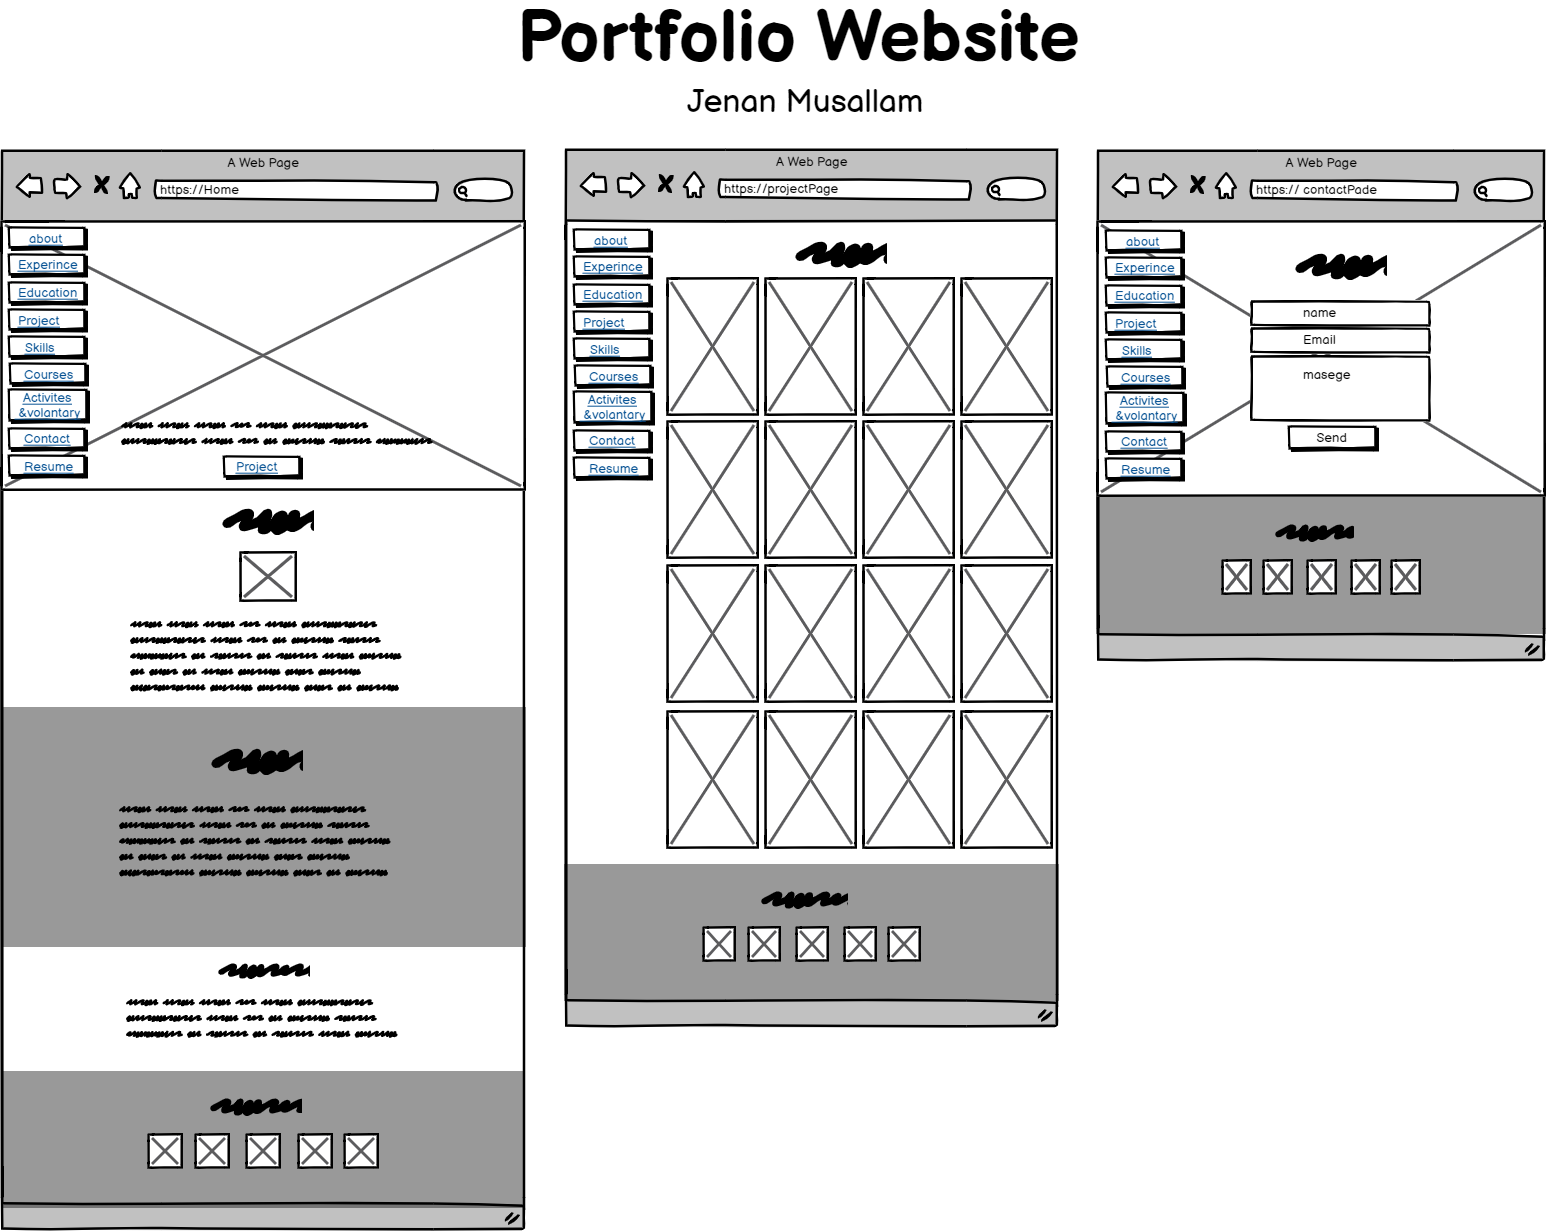 Portfolio Website
Jenan Musallam
A Web Page
https://Home
about
Experince
Education
Project
Skills
Courses
Activites
&volantary
Contact
Resume
Project
A Web Page
https://projectPage
about
Experince
Education
Project
Skills
Courses
Activites
&volantary
Contact
Resume
A Web Page
https:// contactPade
about
Experince
Education
Project
Skills
Courses
Activites
&volantary
Contact
Resume
name
Email
masege
Send